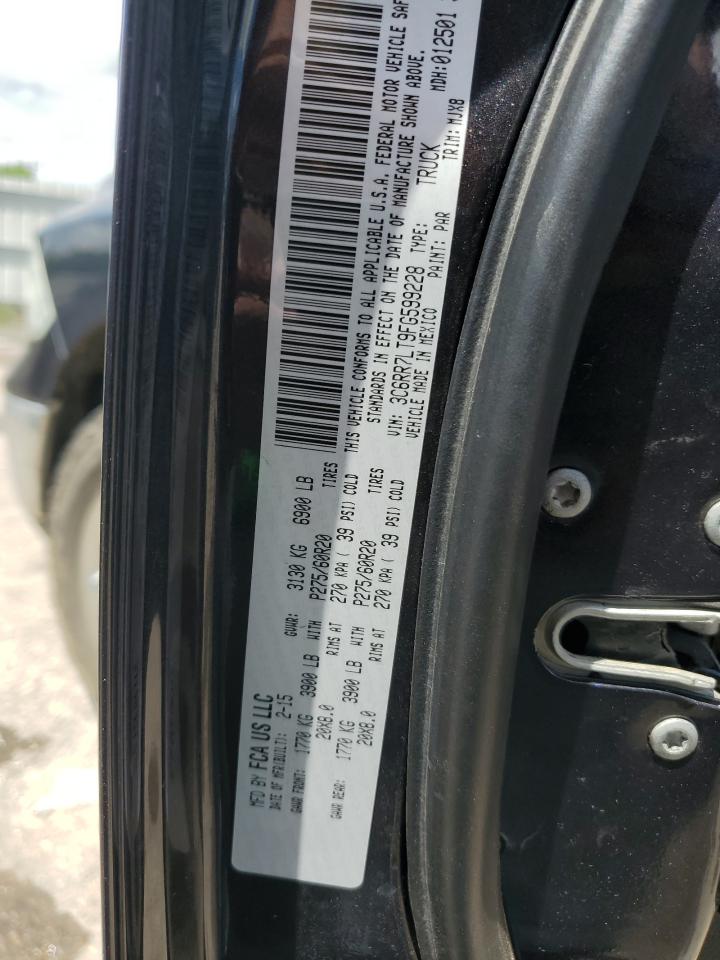 MFD BY FCA US LLC
DATE OF MFR(BUILT): 2-15 GVWR: 3130 KG 6900 LB
GAWR FRONT: 1770 KG 3900 LB WITH P275/60R20 TIRES
20X8.0 RIMS AT 270 KPA ( 39 PSI) COLD
GAWR REAR: 1770 KG 3900 LB WITH P275/60R20 TIRES
20X8.0 RIMS AT 270 KPA ( 39 PSI) COLD
THIS VEHICLE CONFORMS TO ALL APPLICABLE U.S.A. FEDERAL MOTOR VEHICLE SAF
STANDARDS IN EFFECT ON THE DATE OF MANUFACTURE SHOWN ABOVE.
VIN: 3C6RR7LT9FG599228 TYPE: TRUCK MDH:012501
VEHICLE MADE IN MEXICO PAINT: PAR TRIM: MJX8